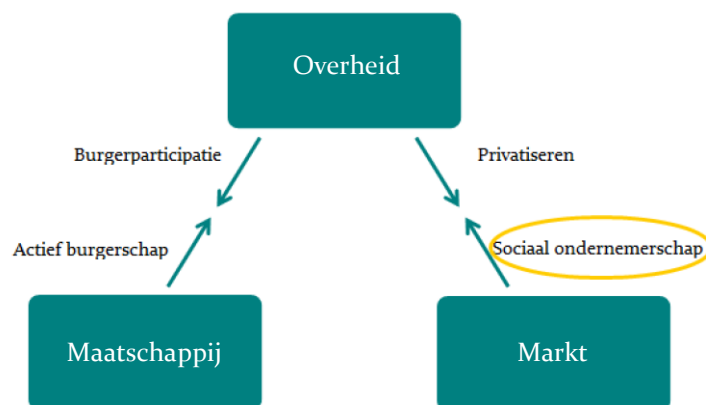 Overheid
Burgerparticipatie
Privatiseren
Actief burgerschap
Sociaal ondernemerschap
Maatschappij
Markt